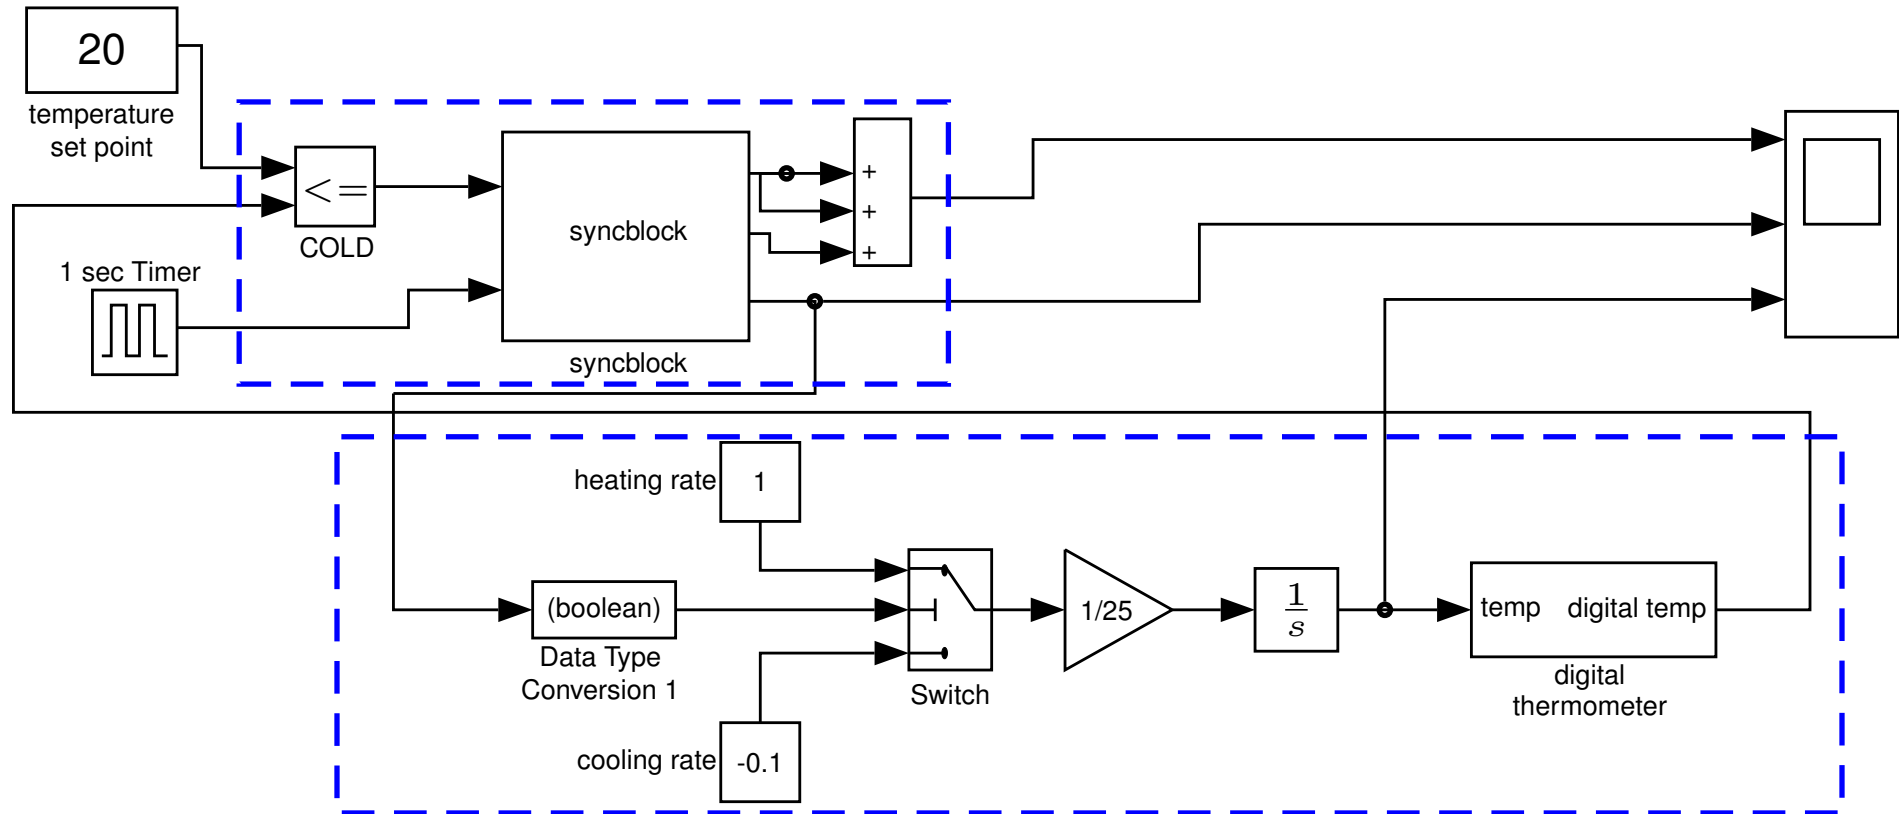 20
temperature
set point
<=
COLD
1 sec Timer
syncblock
syncblock
+
+
+
heating rate
1
(boolean)
Data Type
Conversion 1
cooling rate
-0.1
Switch
1/25
1
s
temp digital temp
digital
thermometer